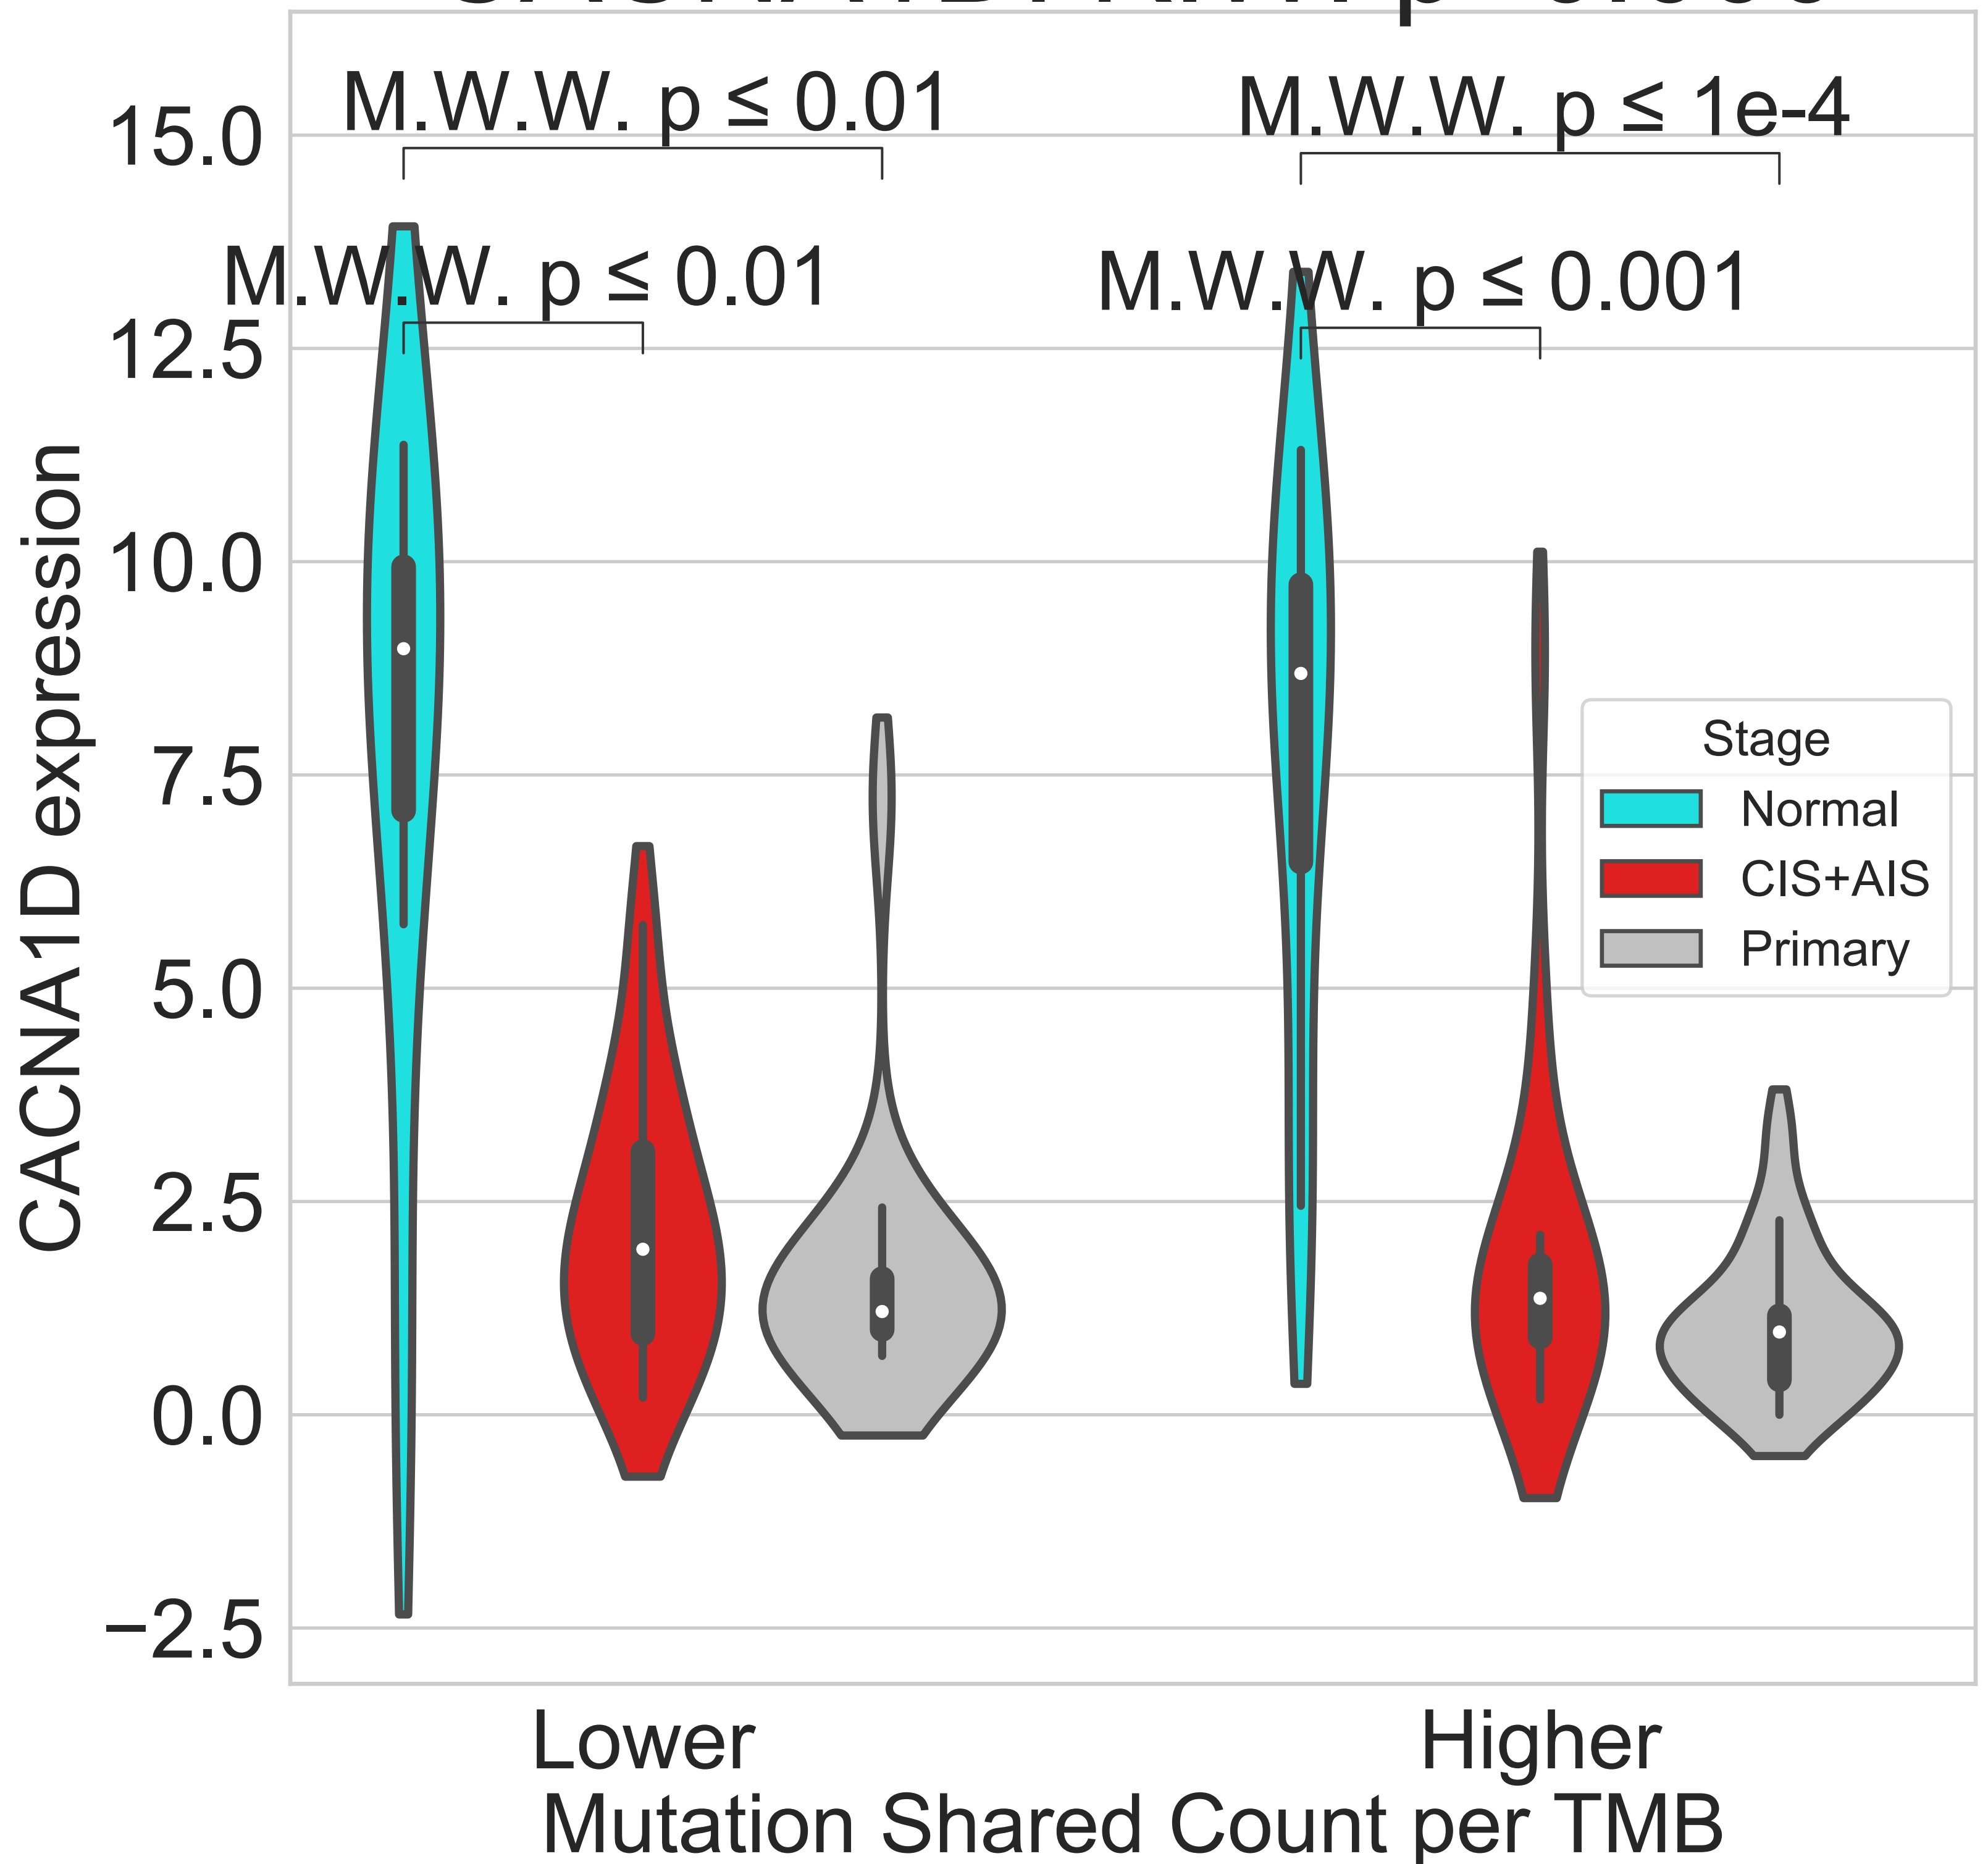 M.W.W. p ≤ 0.01
M.W.W. p ≤ 1e-4
M.W.W. p ≤ 0.01
M.W.W. p ≤ 0.001
15.0
12.5
10.0
7.5
5.0
2.5
0.0
−2.5
CACNA1D expression
Stage
Normal
CIS+AIS
Primary
Lower
Higher
Mutation Shared Count per TMB